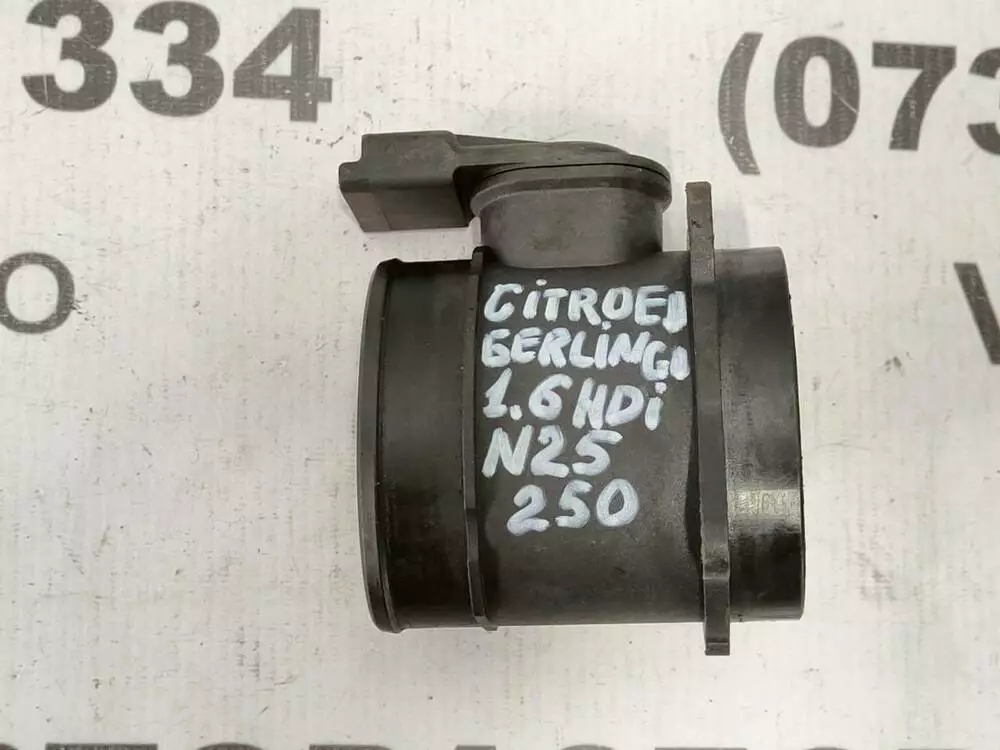 334
(073
CITROEN
BERLINGO
1.6 HDi
N25
250